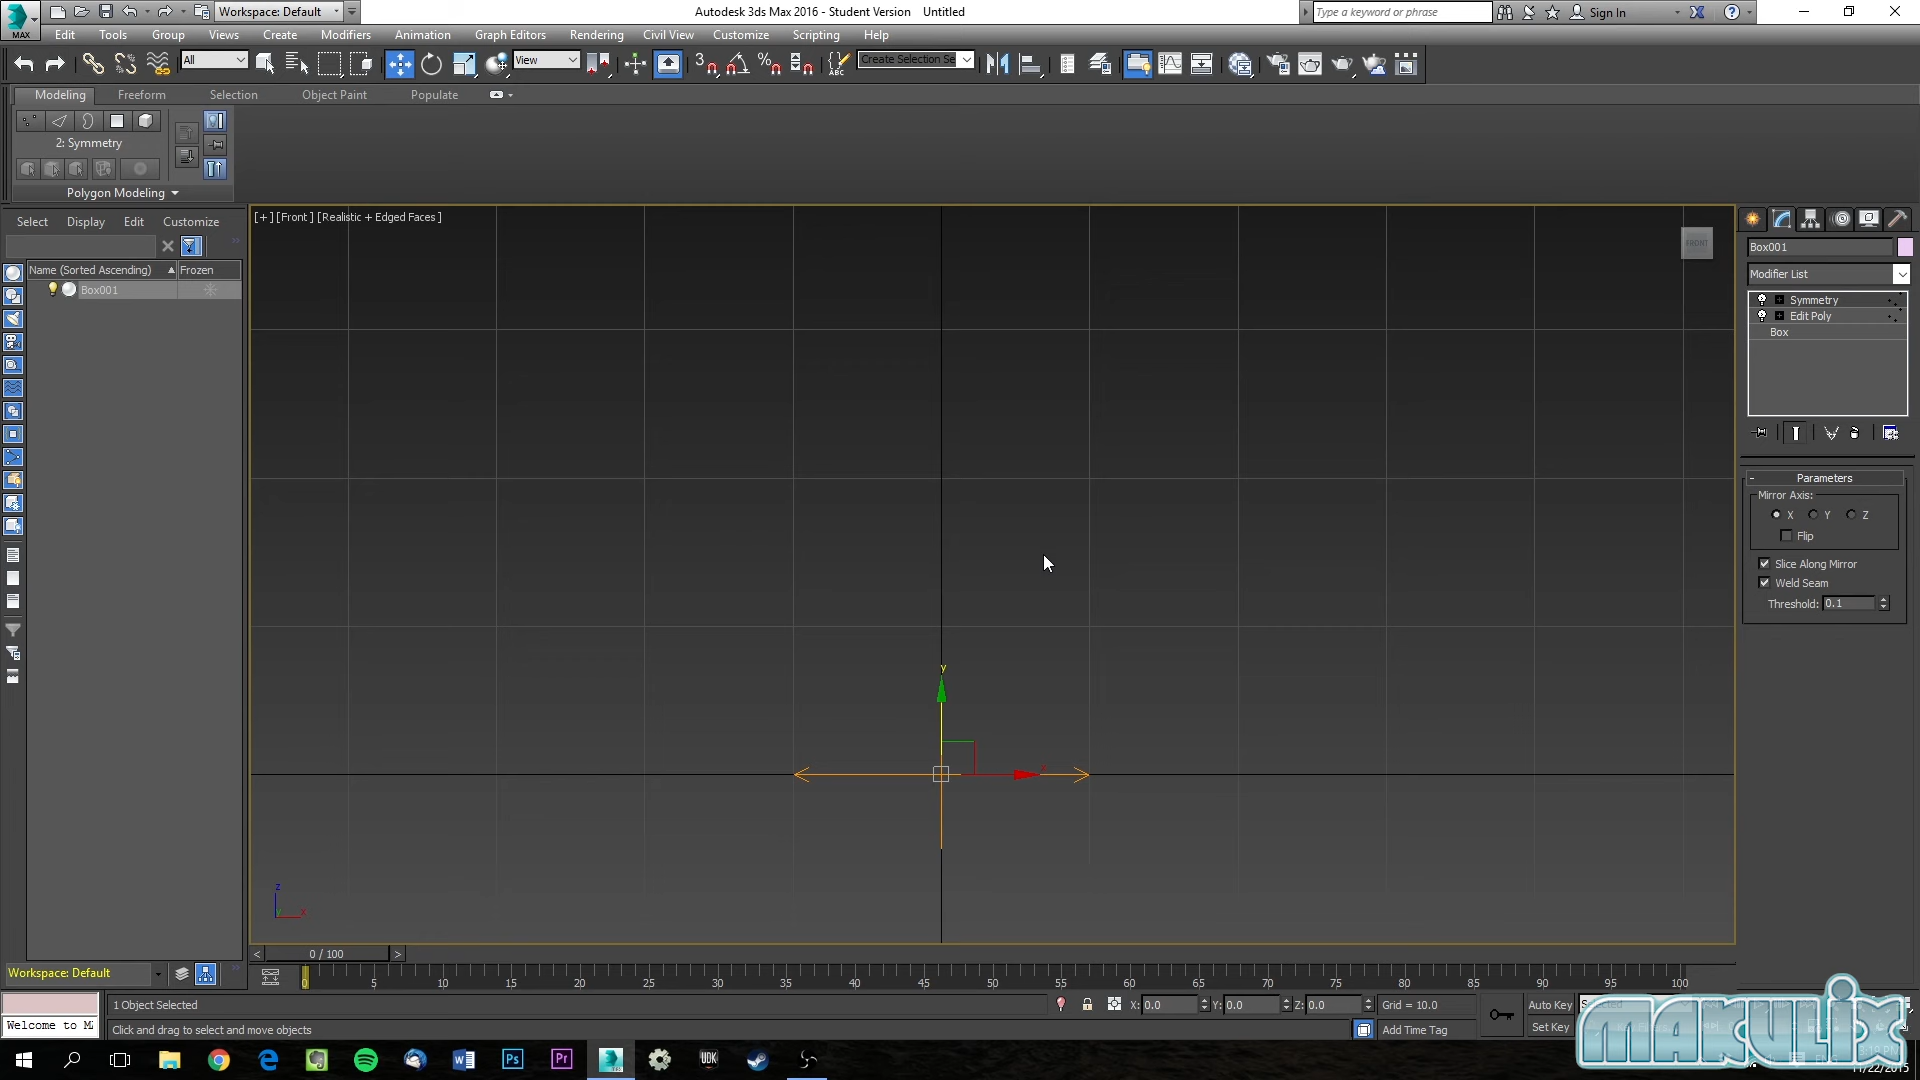 MAX
Workspace: Default
Autodesk 3ds Max 2016 - Student Version Untitled
Type a keyword or phrase
Sign In
Edit Tools Group Views Create Modifiers Animation Graph Editors Rendering Civil View Customize Scripting Help
All
View
3
ABC
Create Selection Se
Modeling Freeform Selection Object Paint Populate
2: Symmetry
Polygon Modeling
Select Display Edit Customize
Name (Sorted Ascending) Frozen
Box001
[+] [Front ] [Realistic + Edged Faces ]
FRONT
y
x
z
x
Box001
Modifier List
Symmetry
Edit Poly
Box
Parameters
Mirror Axis:
X Y Z
Flip
Slice Along Mirror
Weld Seam
Threshold: 0.1
< 0 / 100 >
Workspace: Default
0 5 10 15 20 25 30 35 40 45 50 55 60 65 70 75 80 85 90 95 100
1 Object Selected
X: 0.0 Y: 0.0 Z: 0.0 Grid = 10.0
Auto Key
Welcome to M
Click and drag to select and move objects
Add Time Tag
Set Key
MAKULIX
Ps
Pr
UDK
11/22/2015